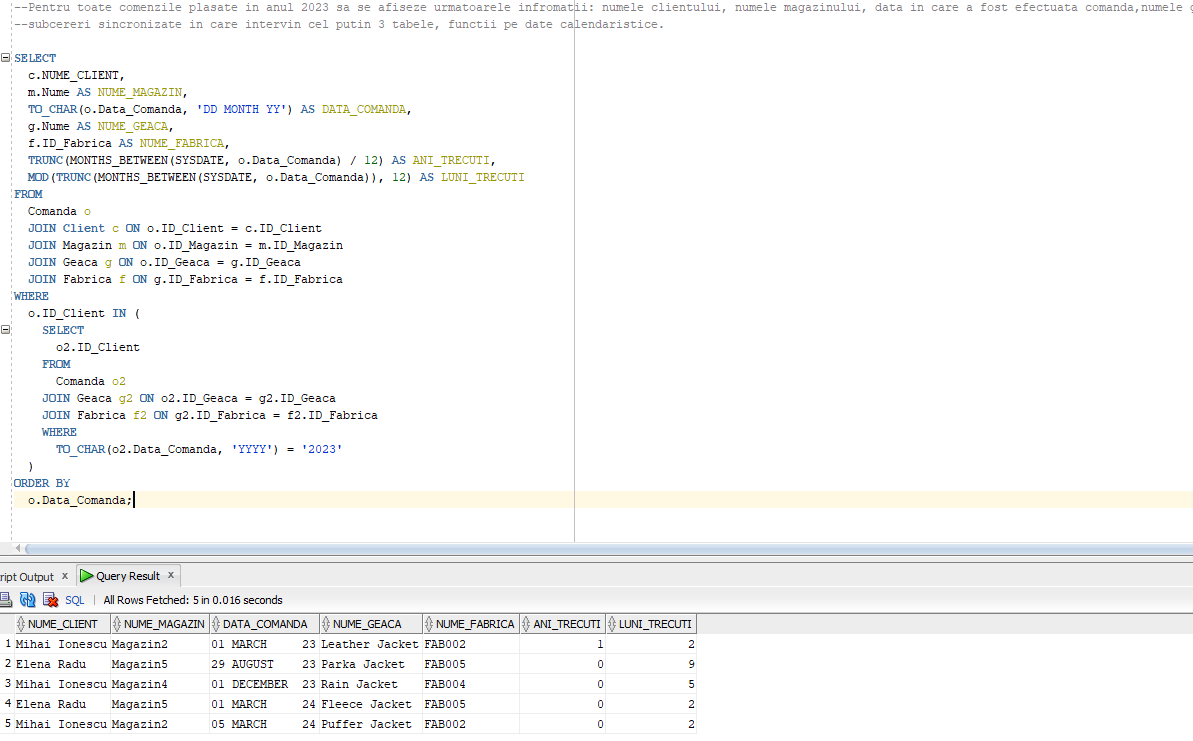 --Pentru toate comenzile plasate in anul 2023 sa se afiseze urmatoarele infromatii: numele clientului, numele magazinului, data in care a fost efectuata comanda,numele g
--subcereri sincronizate in care intervin cel putin 3 tabele, functii pe date calendaristice.
SELECT
c.NUME_CLIENT,
m.Nume AS NUME_MAGAZIN,
TO_CHAR(o.Data_Comanda, 'DD MONTH YY') AS DATA_COMANDA,
g.Nume AS NUME_GEACA,
f.ID_Fabrica AS NUME_FABRICA,
TRUNC(MONTHS_BETWEEN(SYSDATE, o.Data_Comanda) / 12) AS ANI_TRECUTI,
MOD(TRUNC(MONTHS_BETWEEN(SYSDATE, o.Data_Comanda)), 12) AS LUNI_TRECUTI
FROM
Comanda o
JOIN Client c ON o.ID_Client = c.ID_Client
JOIN Magazin m ON o.ID_Magazin = m.ID_Magazin
JOIN Geaca g ON o.ID_Geaca = g.ID_Geaca
JOIN Fabrica f ON g.ID_Fabrica = f.ID_Fabrica
WHERE
o.ID_Client IN (
SELECT
o2.ID_Client
FROM
Comanda o2
JOIN Geaca g2 ON o2.ID_Geaca = g2.ID_Geaca
JOIN Fabrica f2 ON g2.ID_Fabrica = f2.ID_Fabrica
WHERE
TO_CHAR(o2.Data_Comanda, 'YYYY') = '2023'
)
ORDER BY
o.Data_Comanda;
ript Output x Query Result x
SQL | All Rows Fetched: 5 in 0.016 seconds
NUME_CLIENT NUME_MAGAZIN DATA_COMANDA NUME_GEACA NUME_FABRICA ANI_TRECUTI LUNI_TRECUTI
1 Mihai Ionescu Magazin2 01 MARCH 23 Leather Jacket FAB002 1 2
2 Elena Radu Magazin5 29 AUGUST 23 Parka Jacket FAB005 0 9
3 Mihai Ionescu Magazin4 01 DECEMBER 23 Rain Jacket FAB004 0 5
4 Elena Radu Magazin5 01 MARCH 24 Fleece Jacket FAB005 0 2
5 Mihai Ionescu Magazin2 05 MARCH 24 Puffer Jacket FAB002 0 2